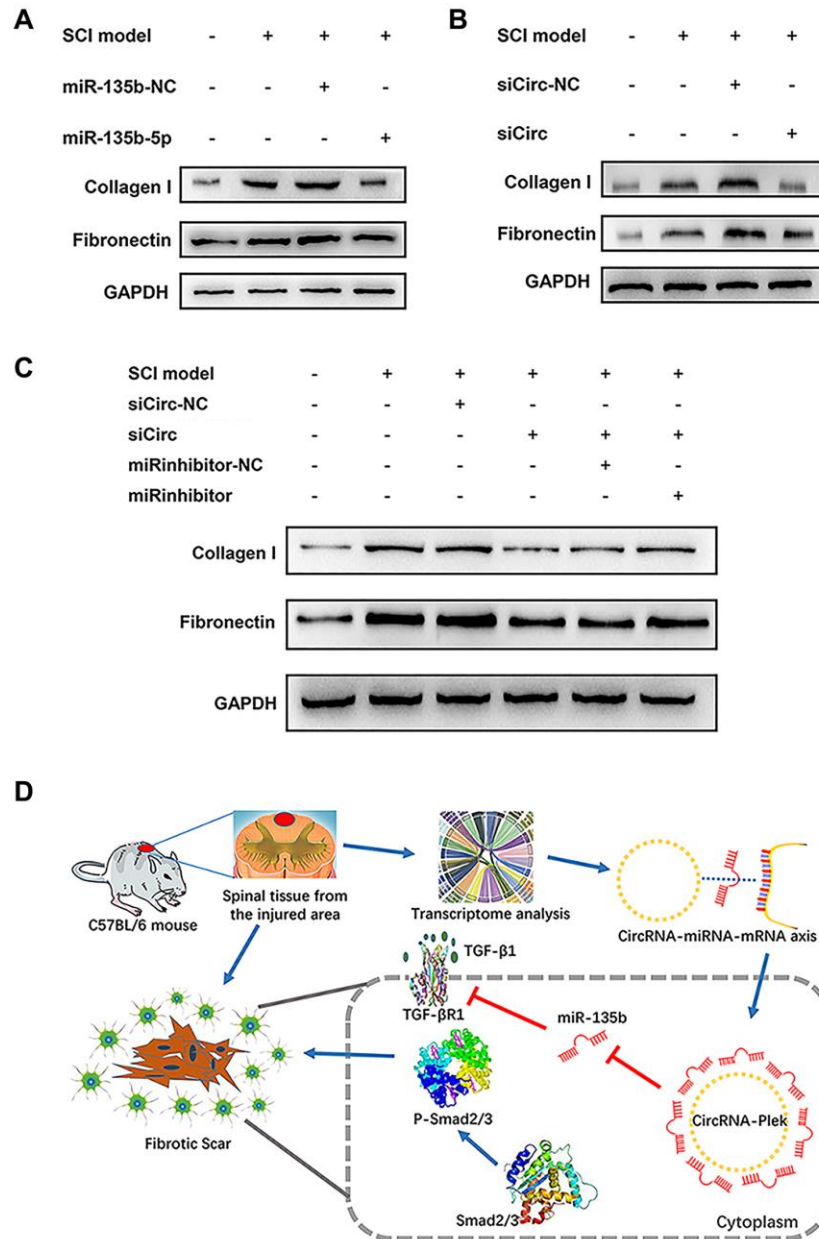 A
SCI model - + + +
miR-135b-NC - - + -
miR-135b-5p - - - +
Collagen I
Fibronectin
GAPDH
B
SCI model - + + +
siCirc-NC - - + -
siCirc - - - +
Collagen I
Fibronectin
GAPDH
C
SCI model - + + + + +
siCirc-NC - - + - - -
siCirc - - - + + +
miRinhibitor-NC - - - - + -
miRinhibitor - - - - - +
Collagen I
Fibronectin
GAPDH
D
C57BL/6 mouse
Spinal tissue from
the injured area
Transcriptome analysis
CircRNA-miRNA-mRNA axis
TGF-β1
TGF-βR1
miR-135b
CircRNA-Plek
P-Smad2/3
Fibrotic Scar
Smad2/3
Cytoplasm